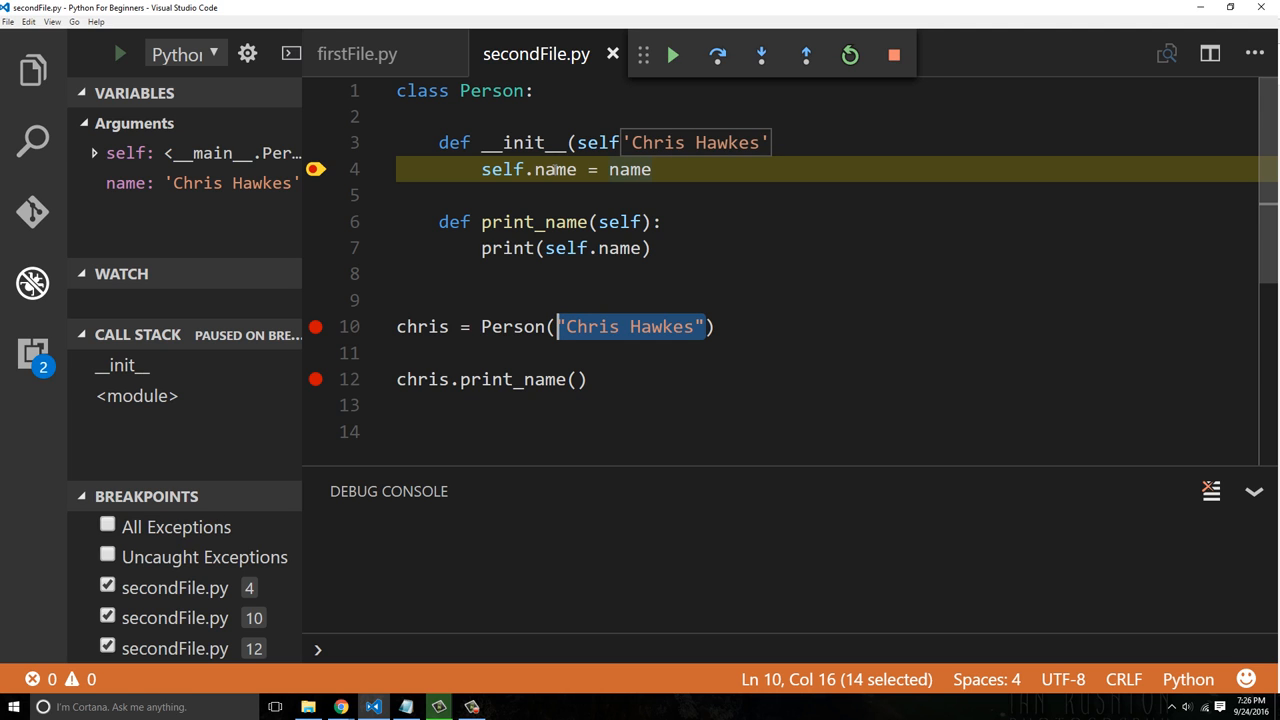 secondFile.py - Python For Beginners - Visual Studio Code
File Edit View Go Help
Python
firstFile.py
secondFile.py
VARIABLES
Arguments
self: <__main__.Per...
name: 'Chris Hawkes'
WATCH
CALL STACK PAUSED ON BRE...
__init__
<module>
BREAKPOINTS
All Exceptions
Uncaught Exceptions
secondFile.py 4
secondFile.py 10
secondFile.py 12
2
1 class Person:
2
3 def __init__(self
'Chris Hawkes'
4 self.name = name
5
6 def print_name(self):
7 print(self.name)
8
9
10 chris = Person("Chris Hawkes")
11
12 chris.print_name()
13
14
DEBUG CONSOLE
0 0
Ln 10, Col 16 (14 selected) Spaces: 4 UTF-8 CRLF Python
I'm Cortana. Ask me anything.
7:26 PM
9/24/2016